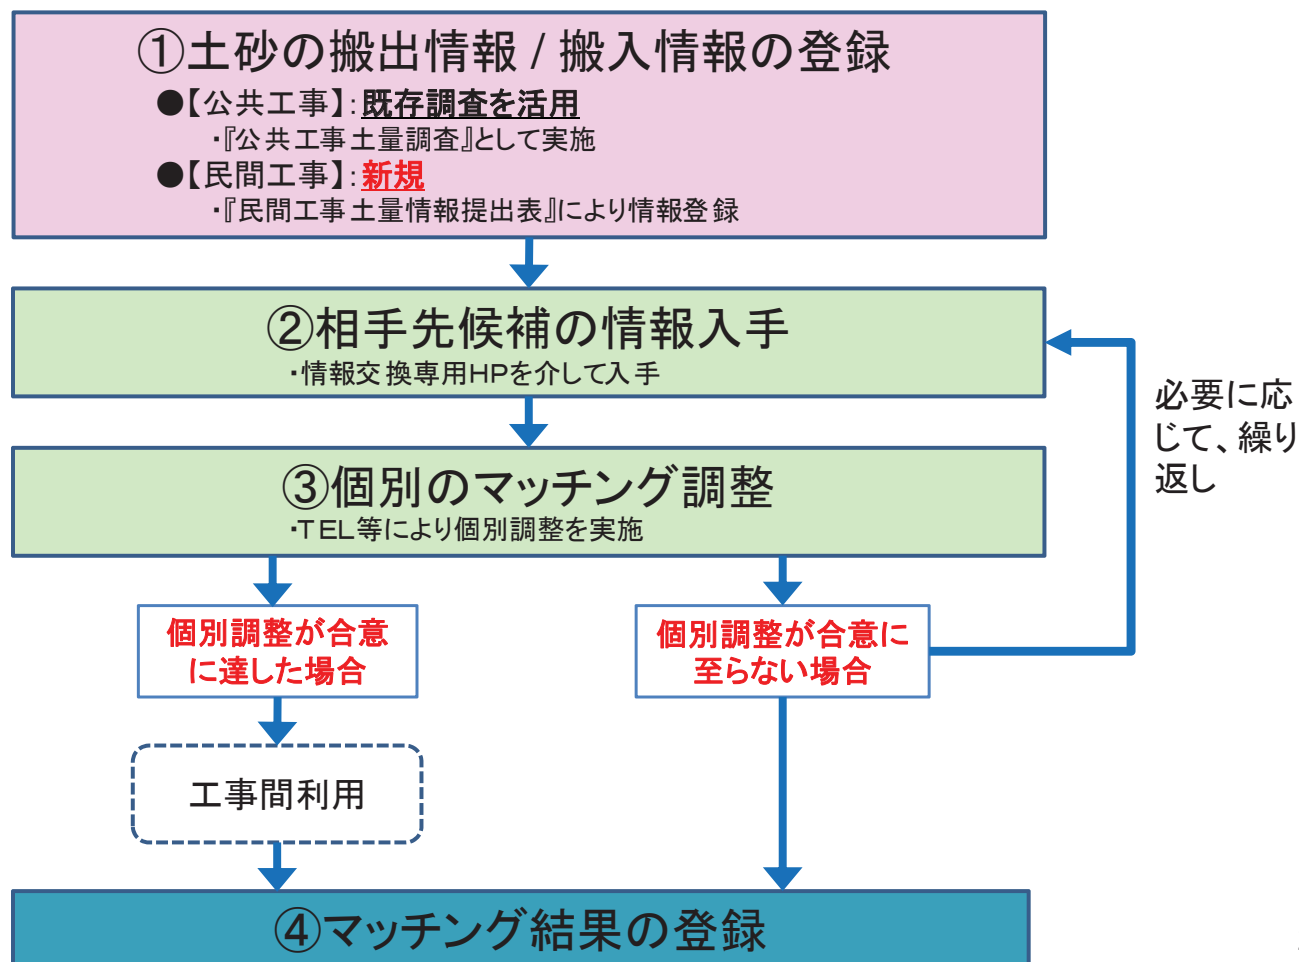 ①土砂の搬出情報 / 搬入情報の登録
●【公共工事】：既存調査を活用
・『公共工事土量調査』として実施
●【民間工事】：新規
・『民間工事土量情報提出表』により情報登録
②相手先候補の情報入手
・情報交換専用HPを介して入手
必要に応
じて、繰り
返し
③個別のマッチング調整
・TEL等により個別調整を実施
個別調整が合意
に達した場合
個別調整が合意に
至らない場合
工事間利用
④マッチング結果の登録